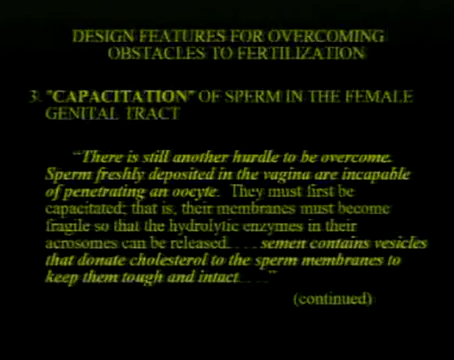 DESIGN FEATURES FOR OVERCOMING
OBSTACLES TO FERTILIZATION
3. "CAPACITATION" OF SPERM IN THE FEMALE
GENITAL TRACT
"There is still another hurdle to be overcome.
Sperm freshly deposited in the vagina are incapable
of penetrating an oocyte. They must first be
capacitated; that is, their membranes must become
fragile so that the hydrolytic enzymes in their
acrosomes can be released. . . . semen contains vesicles
that donate cholesterol to the sperm membranes to
keep them tough and intact. . . ."
(continued)